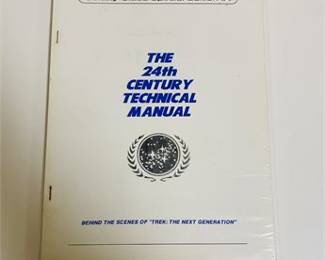 THE
24th
CENTURY
TECHNICAL
MANUAL
BEHIND THE SCENES OF "TREK: THE NEXT GENERATION"